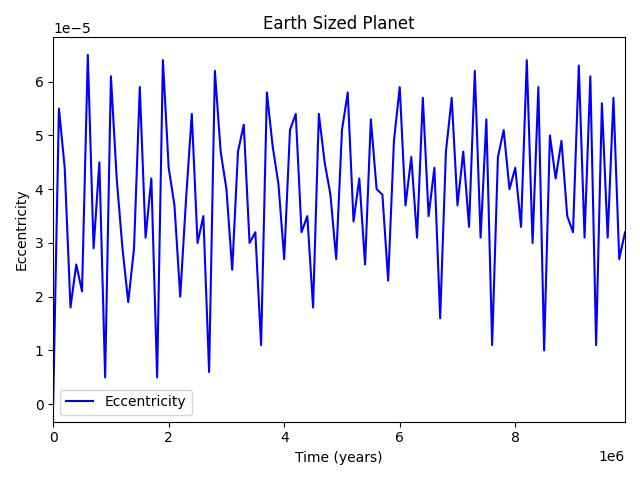 Earth Sized Planet
1e−5
6
5
4
3
2
1
0
Eccentricity
Eccentricity
0 2 4 6 8
Time (years)
1e6